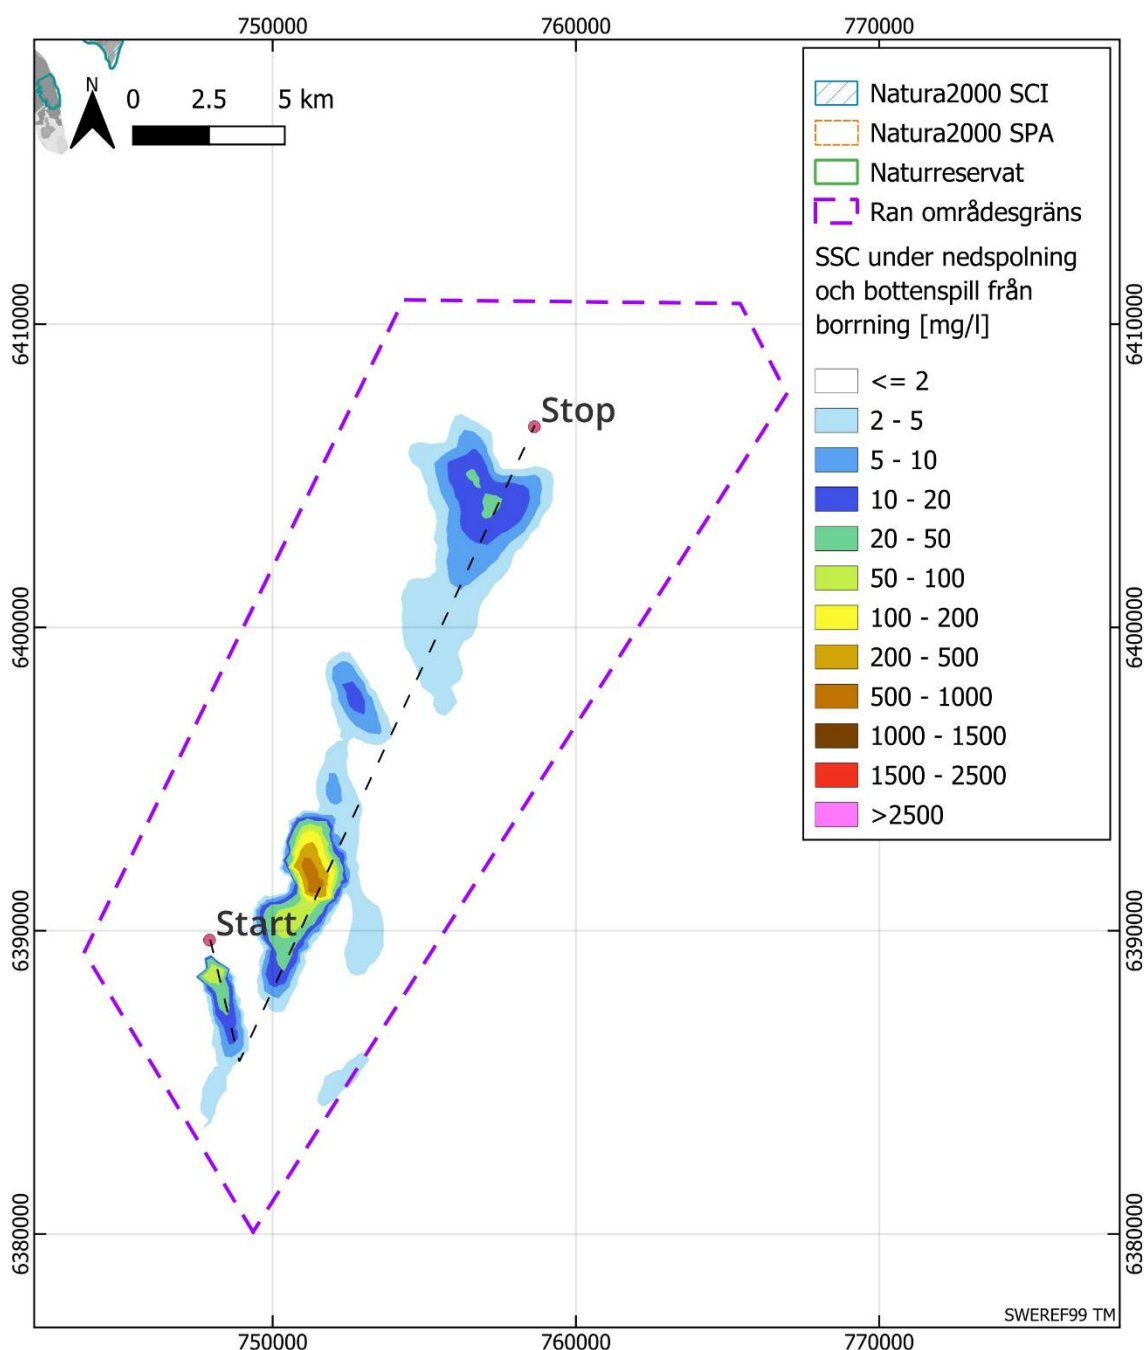 750000
760000
770000
N
0
2.5
5 km
Natura2000 SCI
Natura2000 SPA
Naturreservat
Ran områdesgräns
SSC under nedspolning
och bottenspill från
borrning [mg/l]
<= 2
2 - 5
5 - 10
10 - 20
20 - 50
50 - 100
100 - 200
200 - 500
500 - 1000
1000 - 1500
1500 - 2500
>2500
6410000
6410000
Stop
6400000
6400000
Start
6390000
6390000
6380000
6380000
SWEREF99 TM
750000
760000
770000